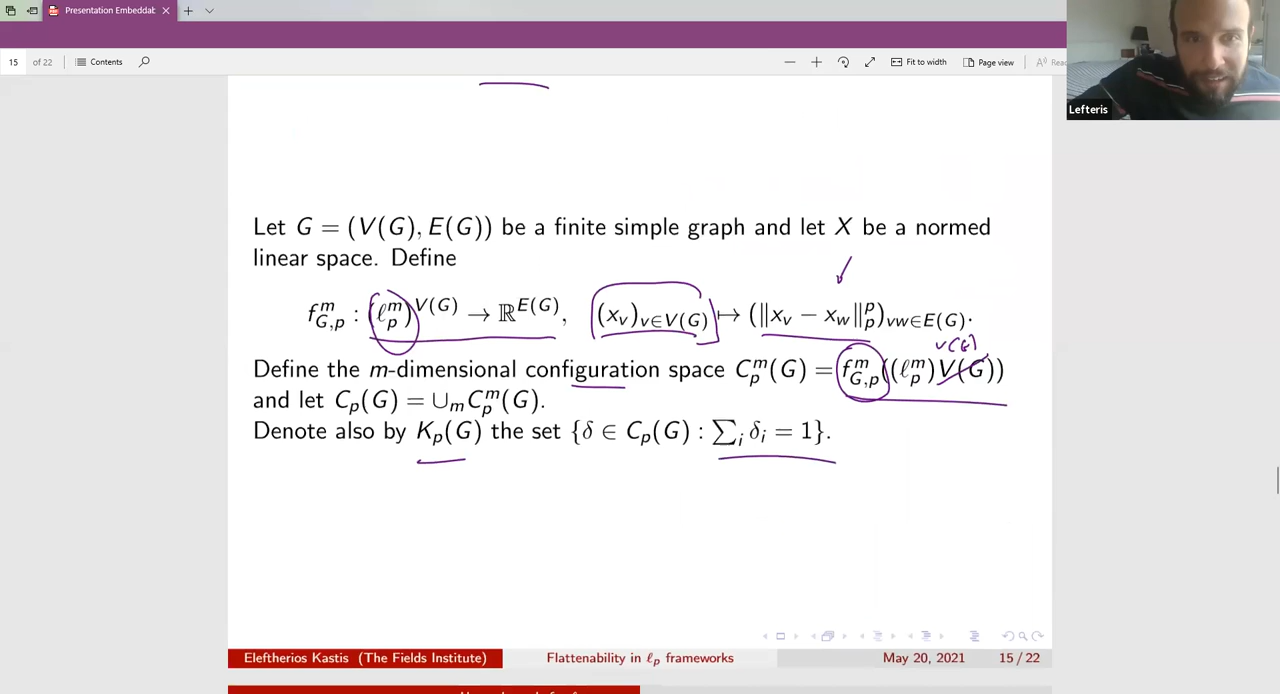 Presentation Embeddab
15 of 22 Contents Fit to width Page view Rea
Lefteris
Let G = (V(G), E(G)) be a finite simple graph and let X be a normed
linear space. Define
f^m_{G,p} : (ℓ^m_p)^{V(G)} → ℝ^{E(G)}, (x_v)_{v∈V(G)} ↦ (‖x_v − x_w‖^p_p)_{vw∈E(G)}.
V(G)
Define the m-dimensional configuration space C^m_p(G) = f^m_{G,p}((ℓ^m_p)V(G))
and let C_p(G) = ∪_m C^m_p(G).
Denote also by K_p(G) the set {δ ∈ C_p(G) : ∑_i δ_i = 1}.
Eleftherios Kastis (The Fields Institute) Flattenability in ℓ_p frameworks May 20, 2021 15 / 22